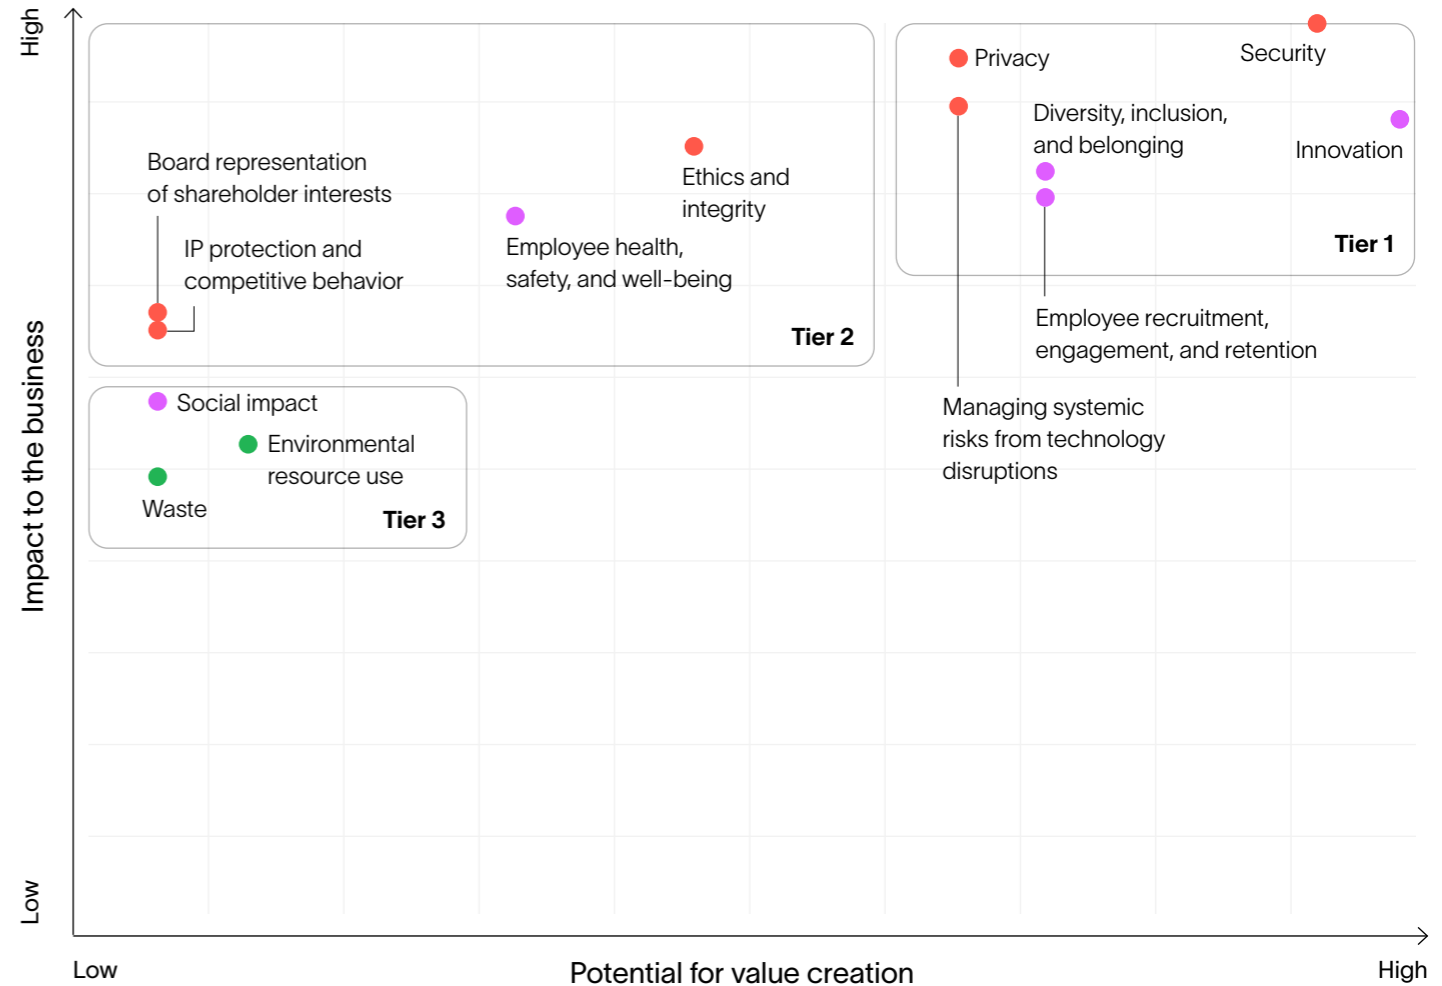 High
Privacy
Security
Diversity, inclusion,
and belonging
Innovation
Board representation
of shareholder interests
Ethics and
integrity
IP protection and
competitive behavior
Employee health,
safety, and well-being
Tier 1
Tier 2
Employee recruitment,
engagement, and retention
Social impact
Environmental
resource use
Managing systemic
risks from technology
disruptions
Waste
Tier 3
Impact to the business
Low
Low
Potential for value creation
High